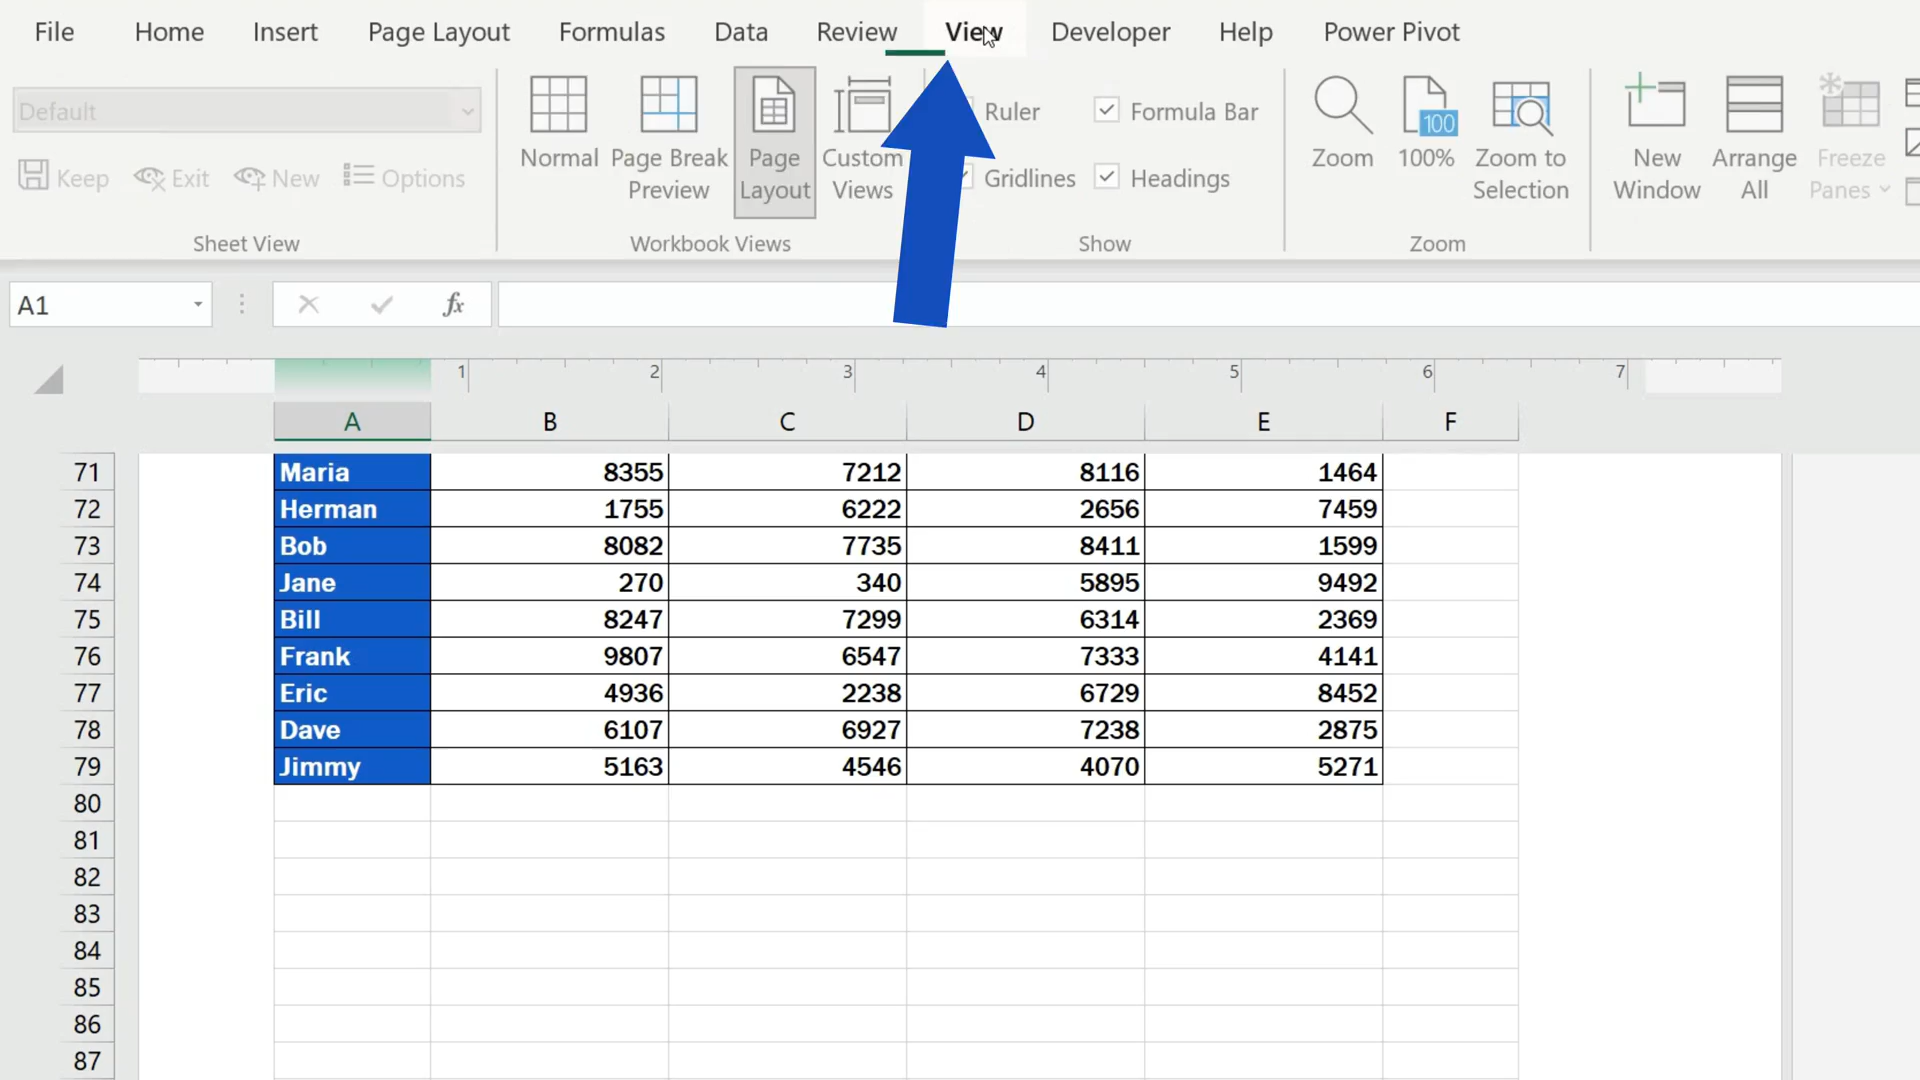 File Home Insert Page Layout Formulas Data Review View Developer Help Power Pivot
Default
Keep Exit New Options
Sheet View
Normal
Page Break
Preview
Page
Layout
Custom
Views
Workbook Views
Ruler
Formula Bar
Gridlines
Headings
Show
Zoom
100
100%
Zoom to
Selection
Zoom
New
Window
Arrange
All
Freeze
Panes
A1
fx
1 2 3 4 5 6 7
A B C D E F
71 Maria 8355 7212 8116 1464
72 Herman 1755 6222 2656 7459
73 Bob 8082 7735 8411 1599
74 Jane 270 340 5895 9492
75 Bill 8247 7299 6314 2369
76 Frank 9807 6547 7333 4141
77 Eric 4936 2238 6729 8452
78 Dave 6107 6927 7238 2875
79 Jimmy 5163 4546 4070 5271
80
81
82
83
84
85
86
87